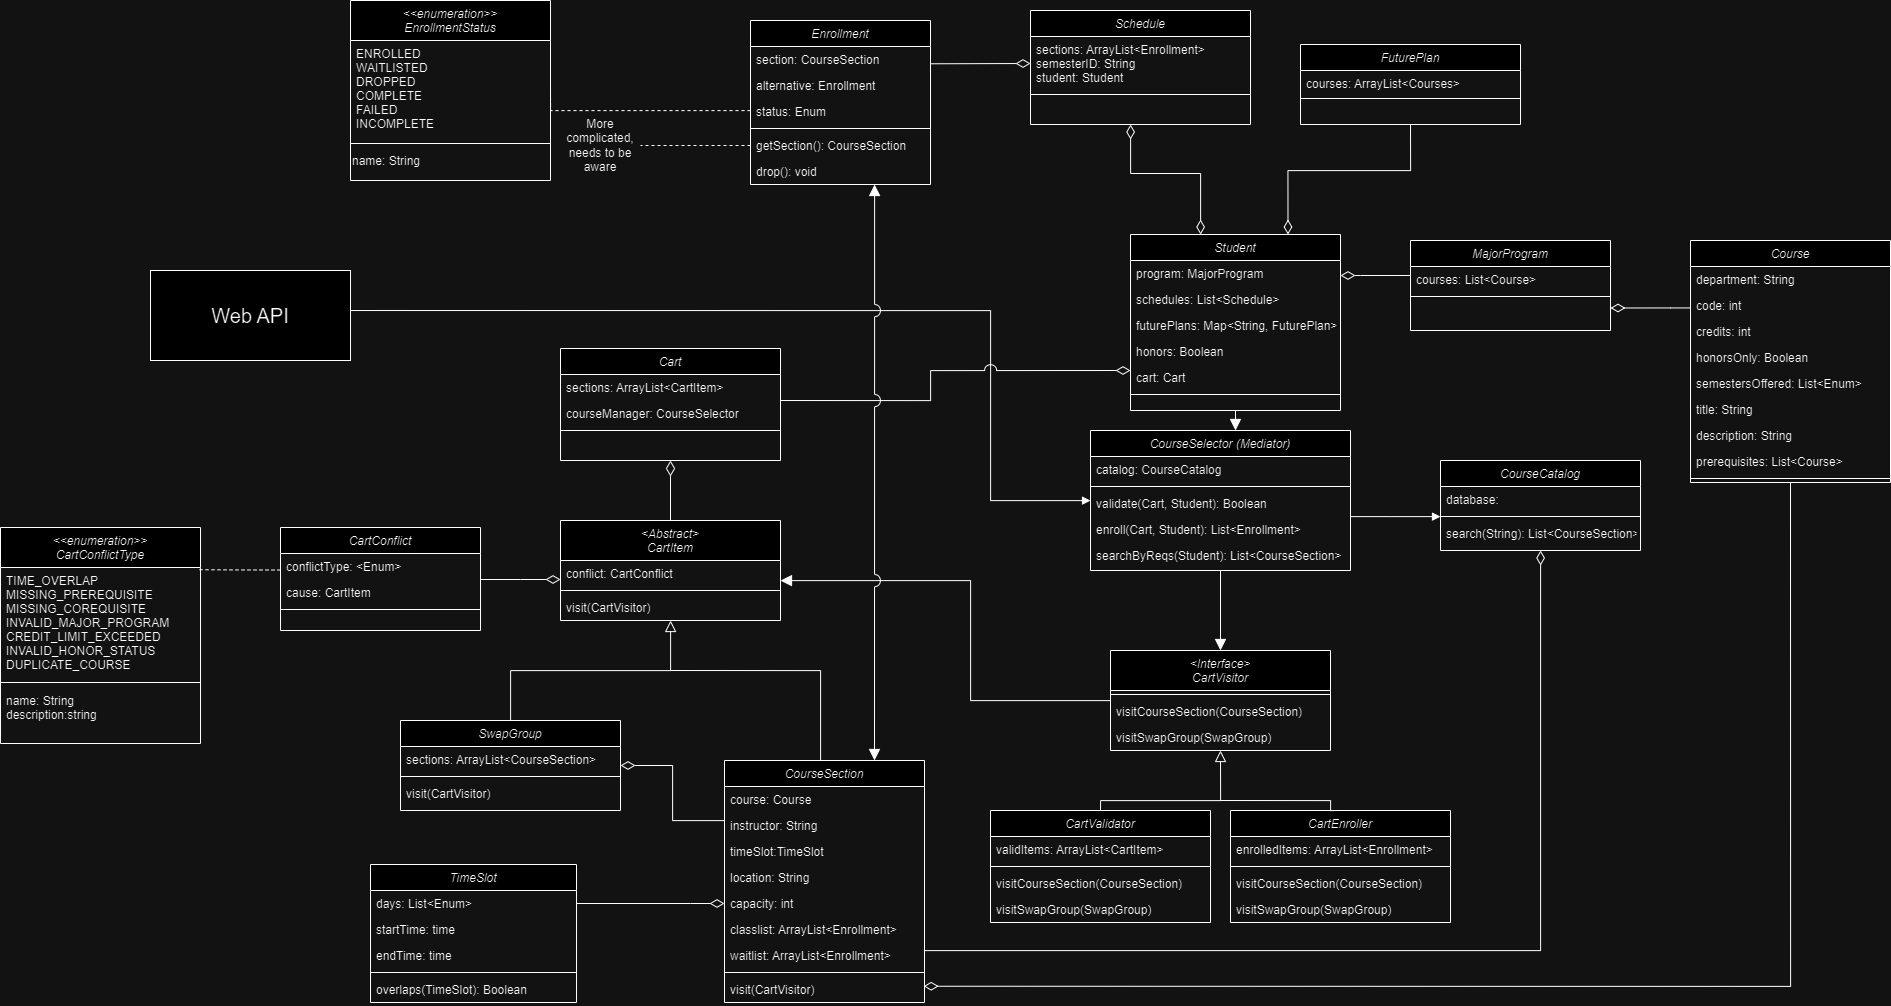 <<enumeration>>
EnrollmentStatus
ENROLLED
WAITLISTED
DROPPED
COMPLETE
FAILED
INCOMPLETE
name: String
More
complicated,
needs to be
aware
Enrollment
section: CourseSection
alternative: Enrollment
status: Enum
getSection(): CourseSection
drop(): void
Schedule
sections: ArrayList<Enrollment>
semesterID: String
student: Student
FuturePlan
courses: ArrayList<Courses>
Web API
Student
program: MajorProgram
schedules: List<Schedule>
futurePlans: Map<String, FuturePlan>
honors: Boolean
cart: Cart
MajorProgram
courses: List<Course>
Course
department: String
code: int
credits: int
honorsOnly: Boolean
semestersOffered: List<Enum>
title: String
description: String
prerequisites: List<Course>
Cart
sections: ArrayList<CartItem>
courseManager: CourseSelector
CourseSelector (Mediator)
catalog: CourseCatalog
validate(Cart, Student): Boolean
enroll(Cart, Student): List<Enrollment>
searchByReqs(Student): List<CourseSection>
CourseCatalog
database:
search(String): List<CourseSection>
<<enumeration>>
CartConflictType
TIME_OVERLAP
MISSING_PREREQUISITE
MISSING_COREQUISITE
INVALID_MAJOR_PROGRAM
CREDIT_LIMIT_EXCEEDED
INVALID_HONOR_STATUS
DUPLICATE_COURSE
name: String
description:string
CartConflict
conflictType: <Enum>
cause: CartItem
<Abstract>
CartItem
conflict: CartConflict
visit(CartVisitor)
<Interface>
CartVisitor
visitCourseSection(CourseSection)
visitSwapGroup(SwapGroup)
SwapGroup
sections: ArrayList<CourseSection>
visit(CartVisitor)
CourseSection
course: Course
instructor: String
timeSlot:TimeSlot
location: String
capacity: int
classlist: ArrayList<Enrollment>
waitlist: ArrayList<Enrollment>
visit(CartVisitor)
CartValidator
validItems: ArrayList<CartItem>
visitCourseSection(CourseSection)
visitSwapGroup(SwapGroup)
CartEnroller
enrolledItems: ArrayList<Enrollment>
visitCourseSection(CourseSection)
visitSwapGroup(SwapGroup)
TimeSlot
days: List<Enum>
startTime: time
endTime: time
overlaps(TimeSlot): Boolean